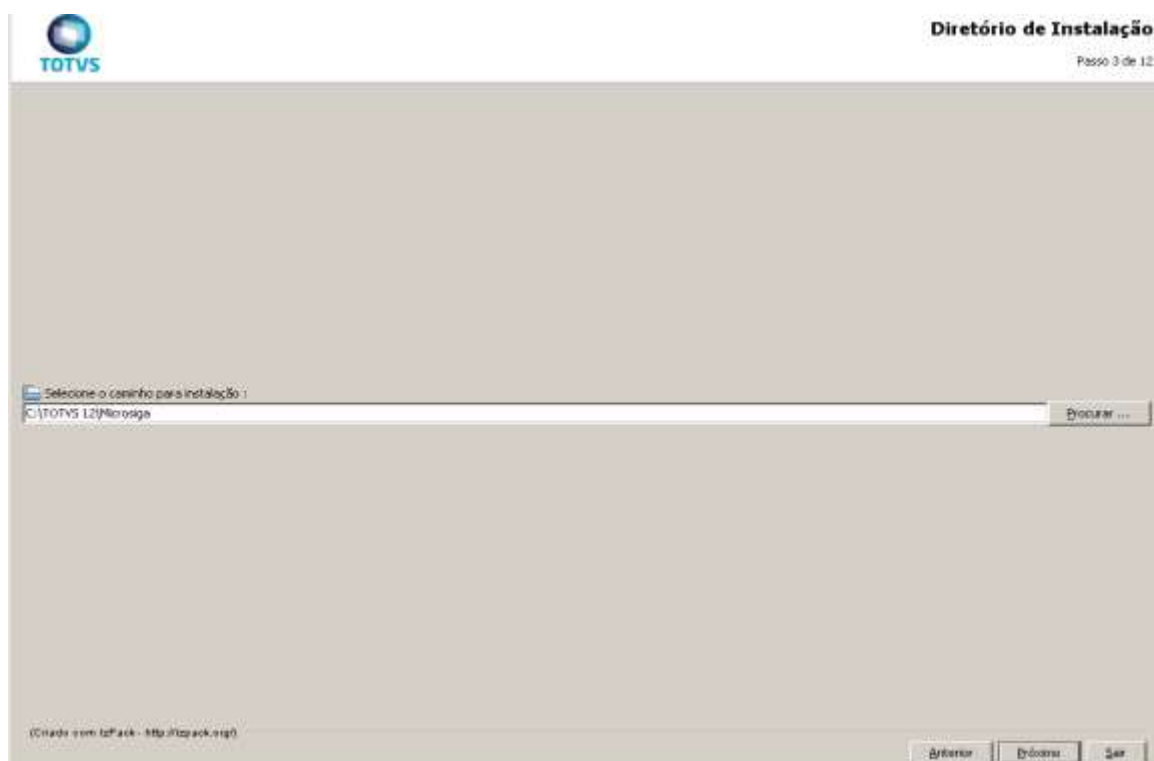 TOTVS
Diretório de Instalação
Passo 3 de 12
Selecione o caminho para instalação :
C:\TOTVS 12\Microsiga
Procurar ...
(Criado com IzPack - http://izpack.org/)
Anterior
Próximo
Sair